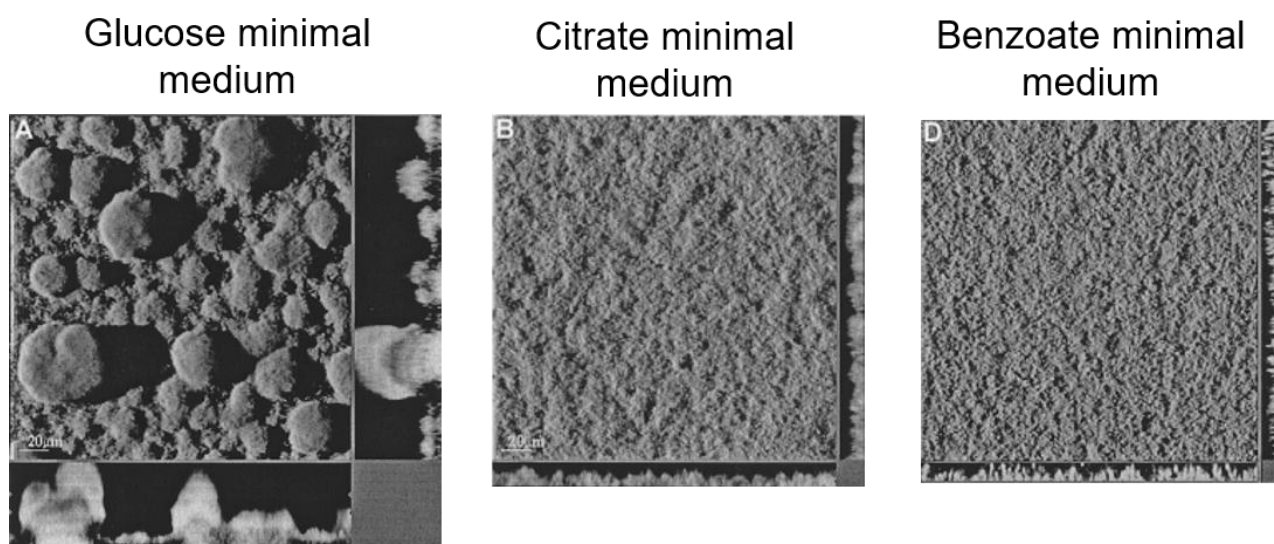 Glucose minimal
medium
Citrate minimal
medium
Benzoate minimal
medium
A
B
D
20μm
20μm